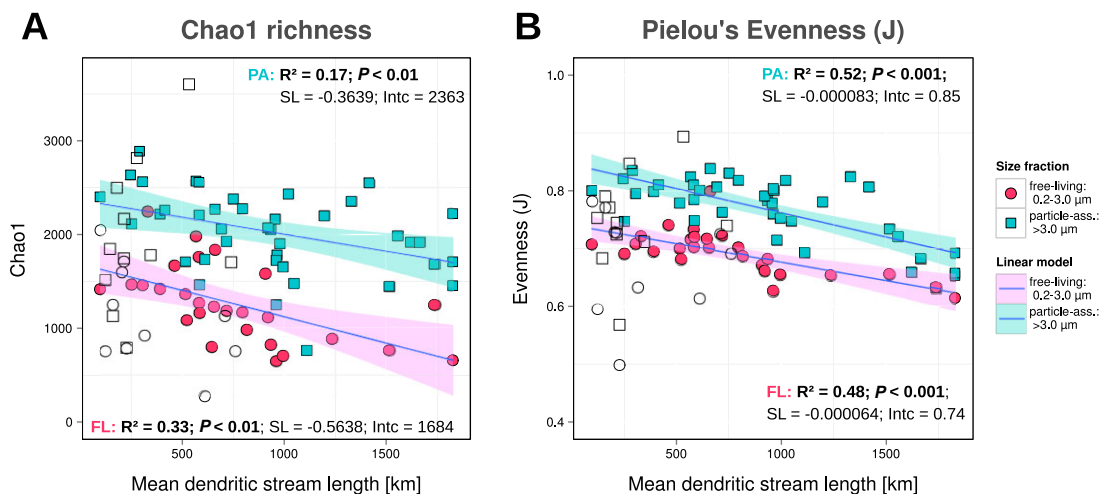 A
Chao1 richness
PA: R² = 0.17; P < 0.01
SL = -0.3639; Intc = 2363
3000
2000
1000
0
Chao1
FL: R² = 0.33; P < 0.01; SL = -0.5638; Intc = 1684
500
1000
1500
Mean dendritic stream length [km]
B
Pielou's Evenness (J)
PA: R² = 0.52; P < 0.001;
SL = -0.000083; Intc = 0.85
1.0
0.8
0.6
0.4
Evenness (J)
FL: R² = 0.48; P < 0.001;
SL = -0.000064; Intc = 0.74
500
1000
1500
Mean dendritic stream length [km]
Size fraction
free-living:
0.2-3.0 µm
particle-ass.:
>3.0 µm
Linear model
free-living:
0.2-3.0 µm
particle-ass.:
>3.0 µm